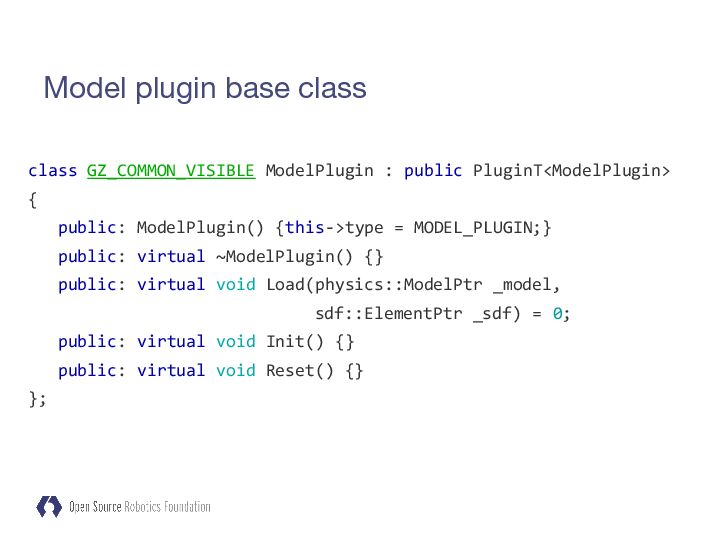 Model plugin base class
class GZ_COMMON_VISIBLE ModelPlugin : public PluginT<ModelPlugin>
{
public: ModelPlugin() {this->type = MODEL_PLUGIN;}
public: virtual ~ModelPlugin() {}
public: virtual void Load(physics::ModelPtr _model,
sdf::ElementPtr _sdf) = 0;
public: virtual void Init() {}
public: virtual void Reset() {}
};
Open Source Robotics Foundation